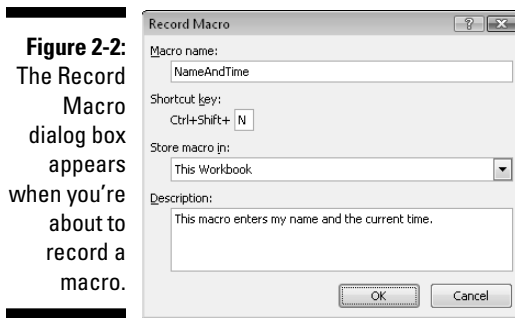 Figure 2-2:
The Record
Macro
dialog box
appears
when you're
about to
record a
macro.
Record Macro
Macro name:
NameAndTime
Shortcut key:
Ctrl+Shift+ N
Store macro in:
This Workbook
Description:
This macro enters my name and the current time.
OK Cancel